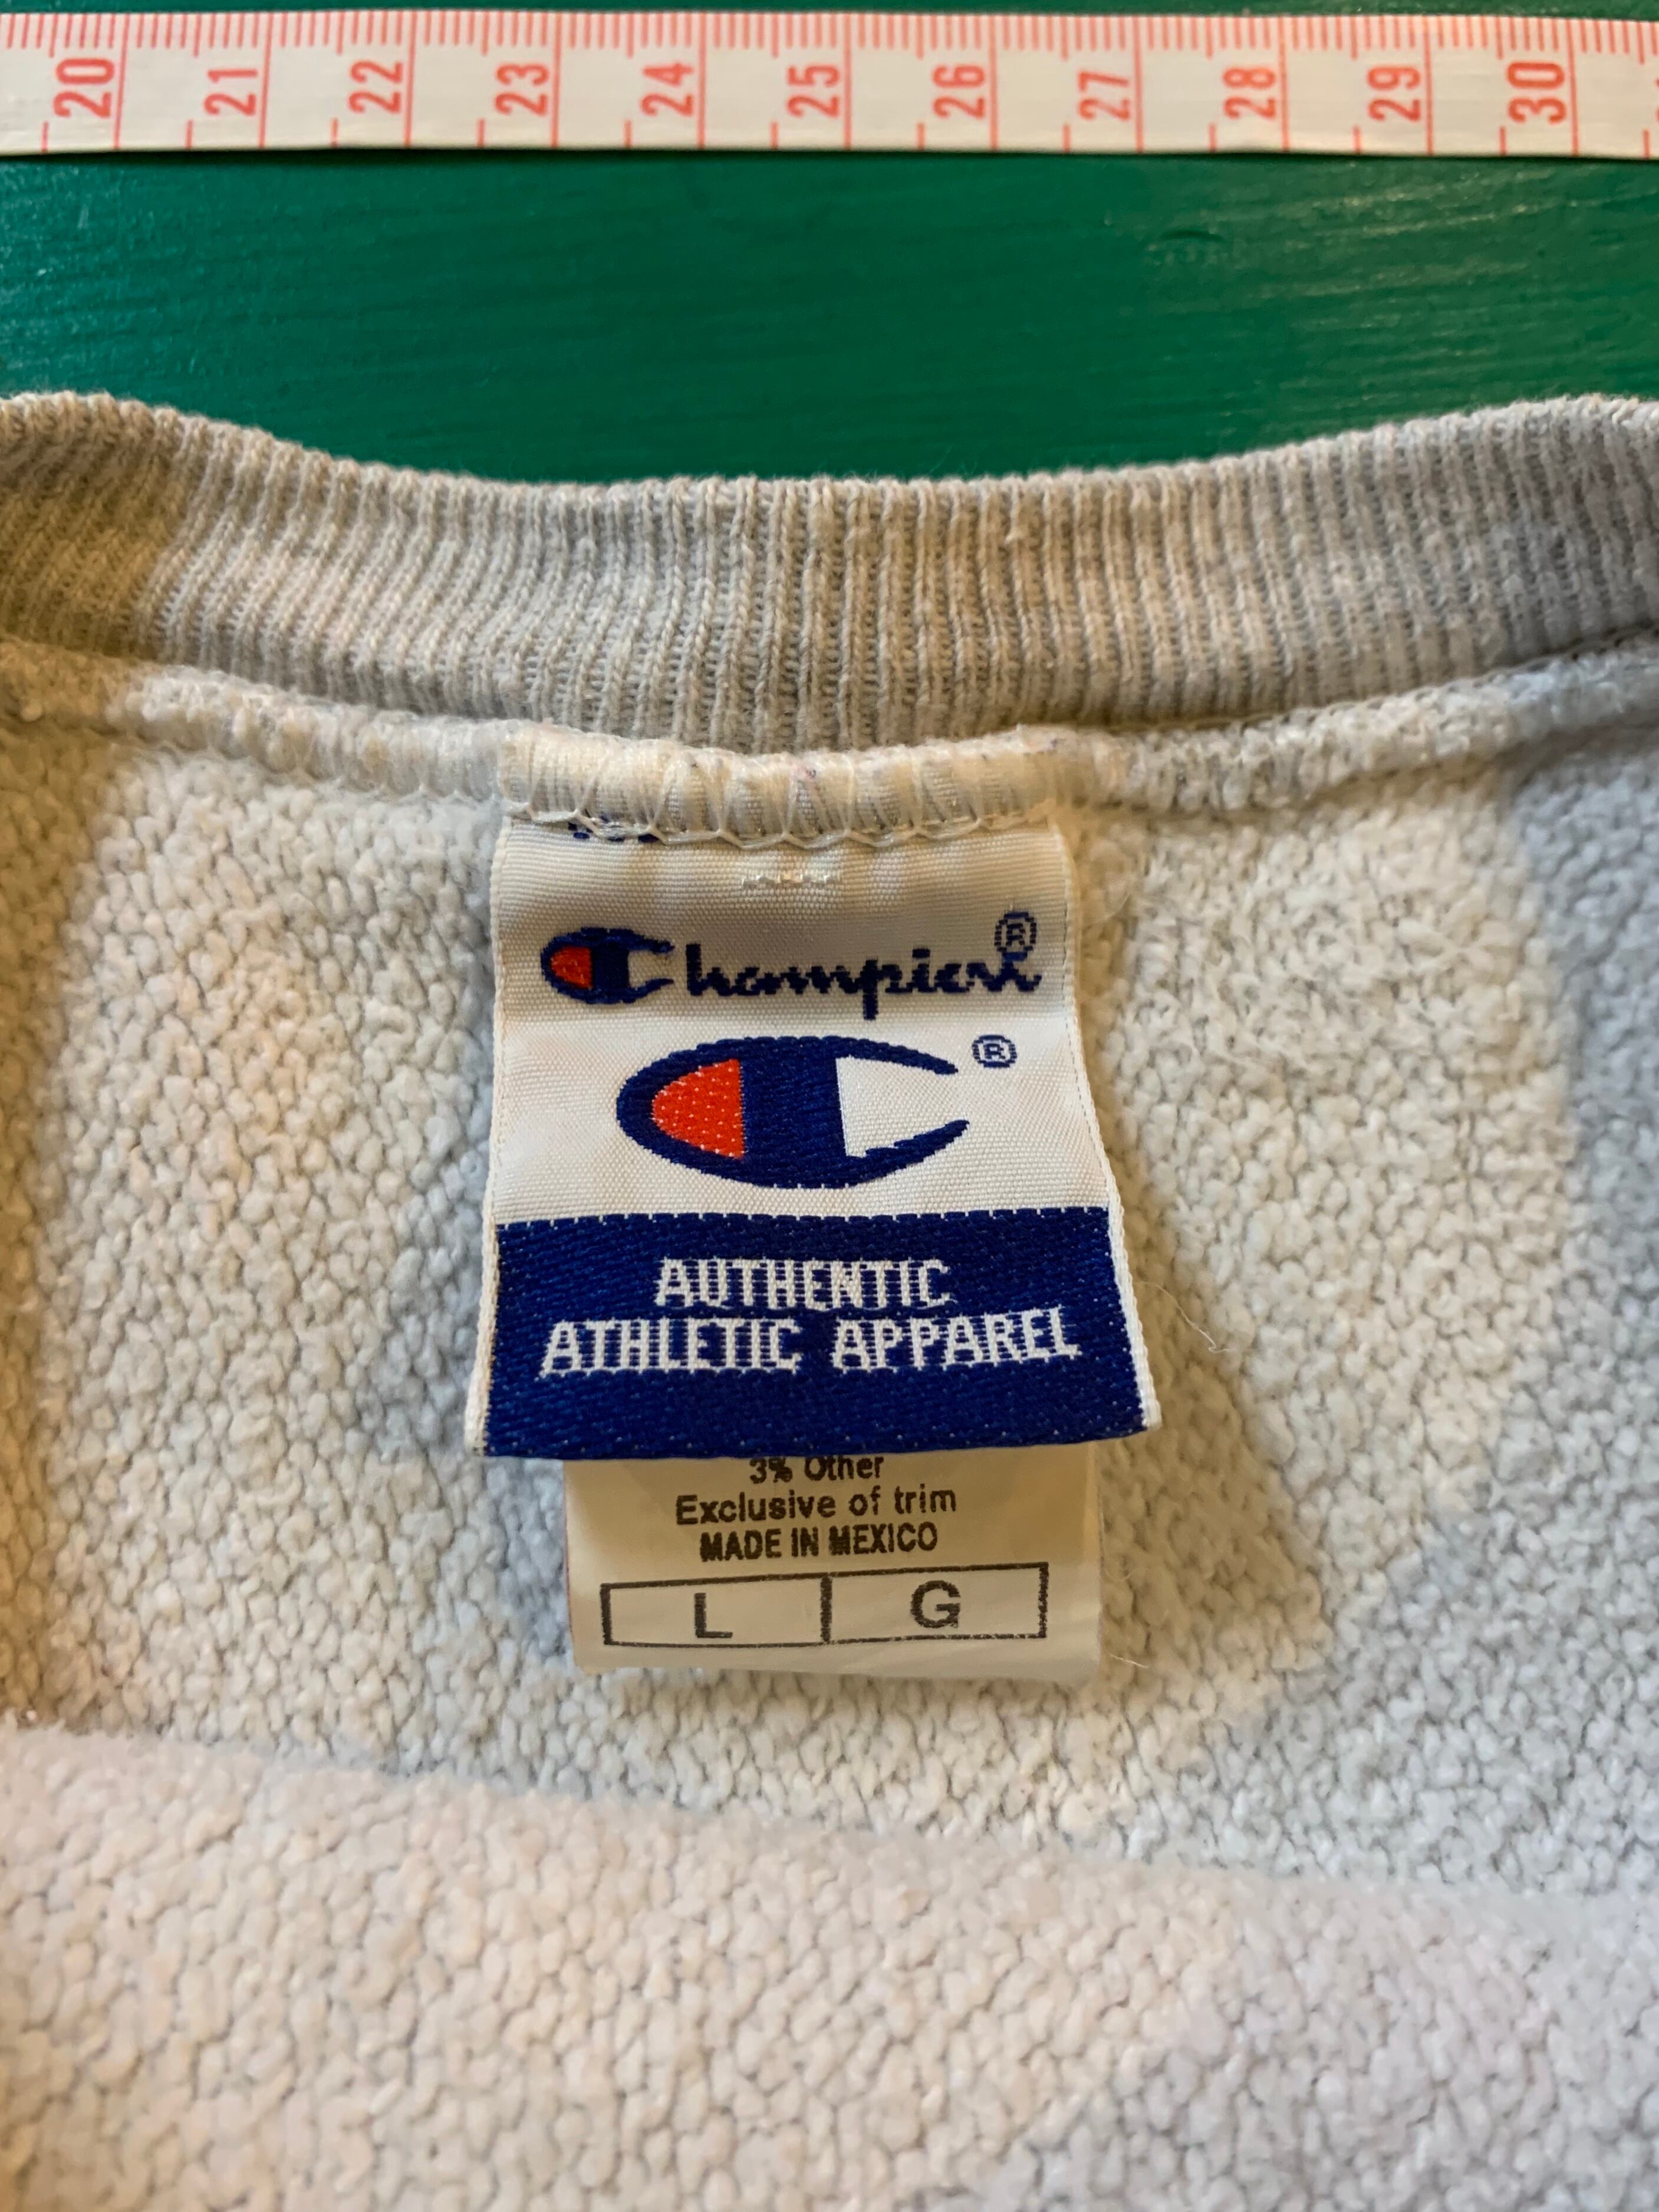 20 21 22 23 24 25 26 27 28 29 30
Champion®
®
AUTHENTIC
ATHLETIC APPAREL
3% Other
Exclusive of trim
MADE IN MEXICO
L G